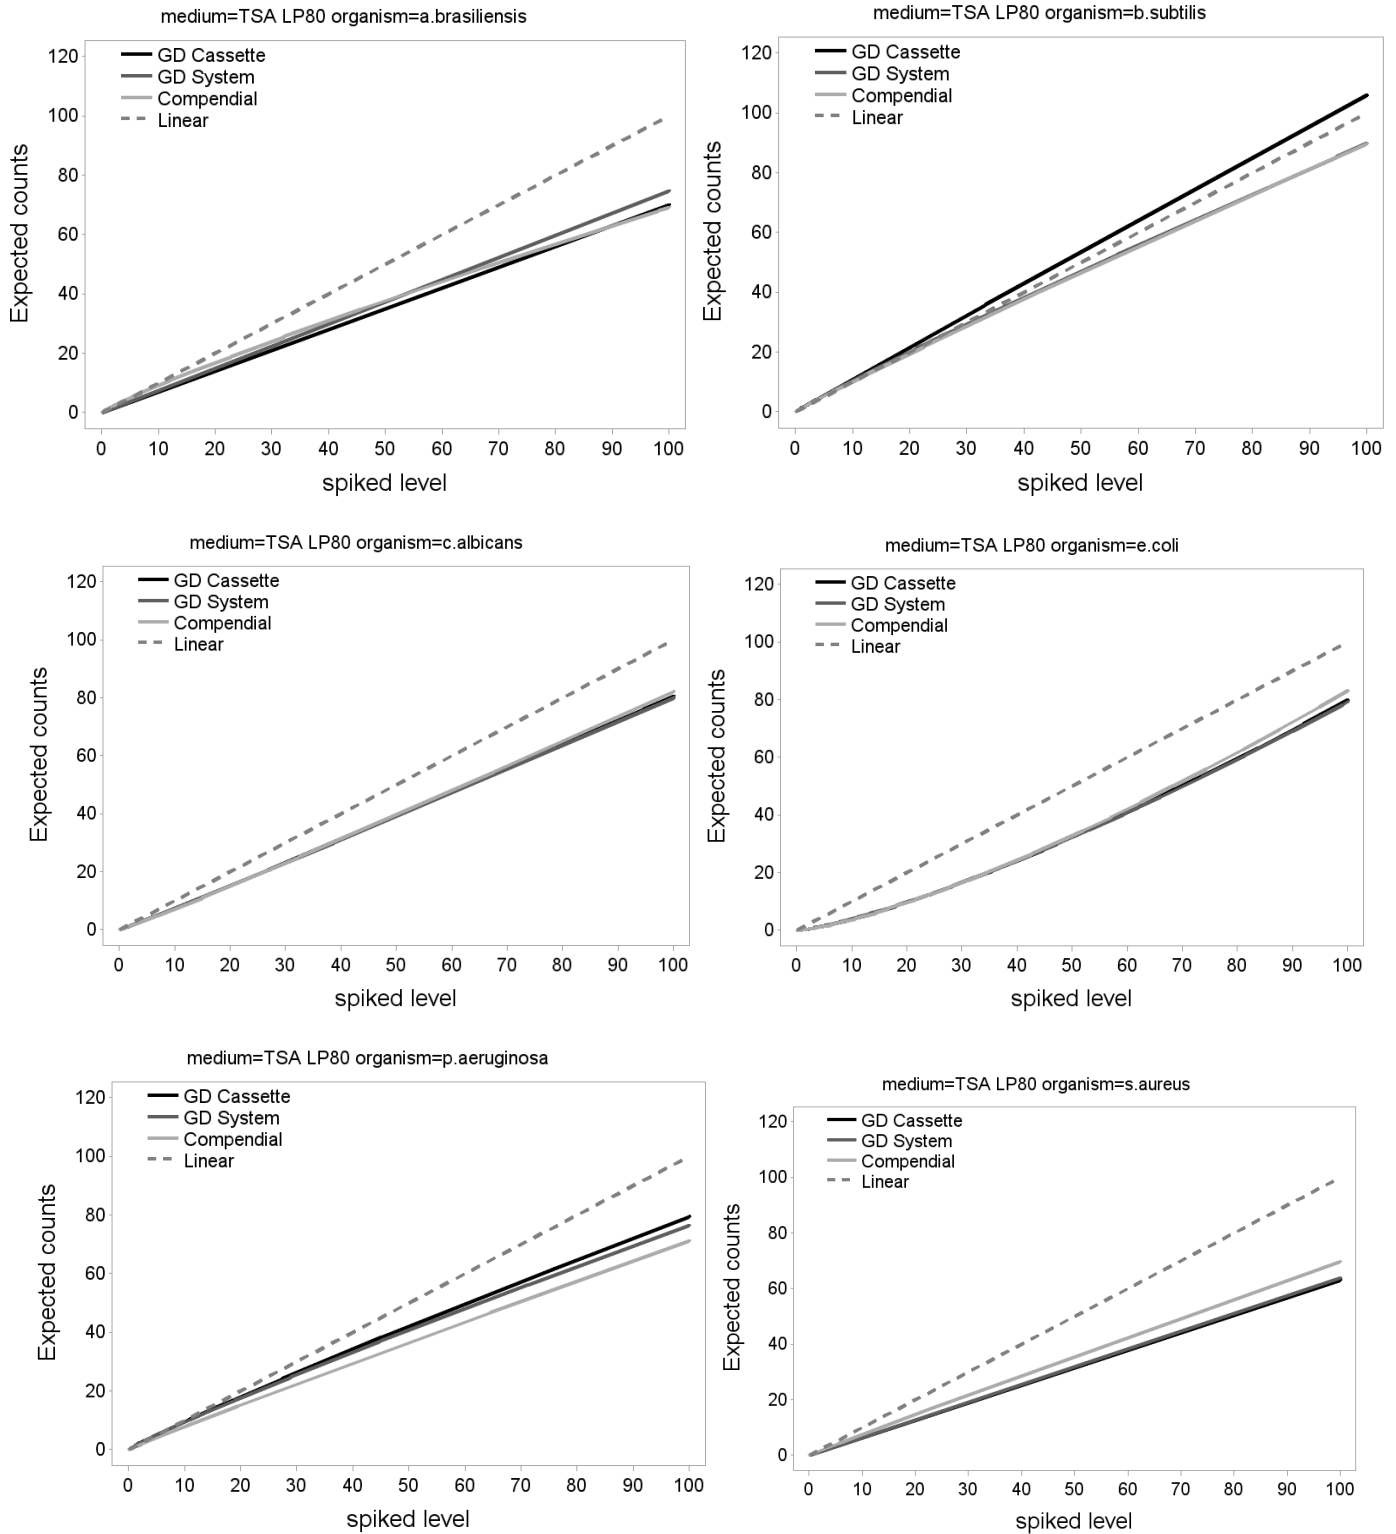 medium=TSA LP80 organism=a.brasiliensis
GD Cassette
GD System
Compendial
Linear
120
100
80
60
40
20
0
Expected counts
0 10 20 30 40 50 60 70 80 90 100
spiked level
medium=TSA LP80 organism=b.subtilis
GD Cassette
GD System
Compendial
Linear
120
100
80
60
40
20
0
Expected counts
0 10 20 30 40 50 60 70 80 90 100
spiked level
medium=TSA LP80 organism=c.albicans
GD Cassette
GD System
Compendial
Linear
120
100
80
60
40
20
0
Expected counts
0 10 20 30 40 50 60 70 80 90 100
spiked level
medium=TSA LP80 organism=e.coli
GD Cassette
GD System
Compendial
Linear
120
100
80
60
40
20
0
Expected counts
0 10 20 30 40 50 60 70 80 90 100
spiked level
medium=TSA LP80 organism=p.aeruginosa
GD Cassette
GD System
Compendial
Linear
120
100
80
60
40
20
0
Expected counts
0 10 20 30 40 50 60 70 80 90 100
spiked level
medium=TSA LP80 organism=s.aureus
GD Cassette
GD System
Compendial
Linear
120
100
80
60
40
20
0
Expected counts
0 10 20 30 40 50 60 70 80 90 100
spiked level